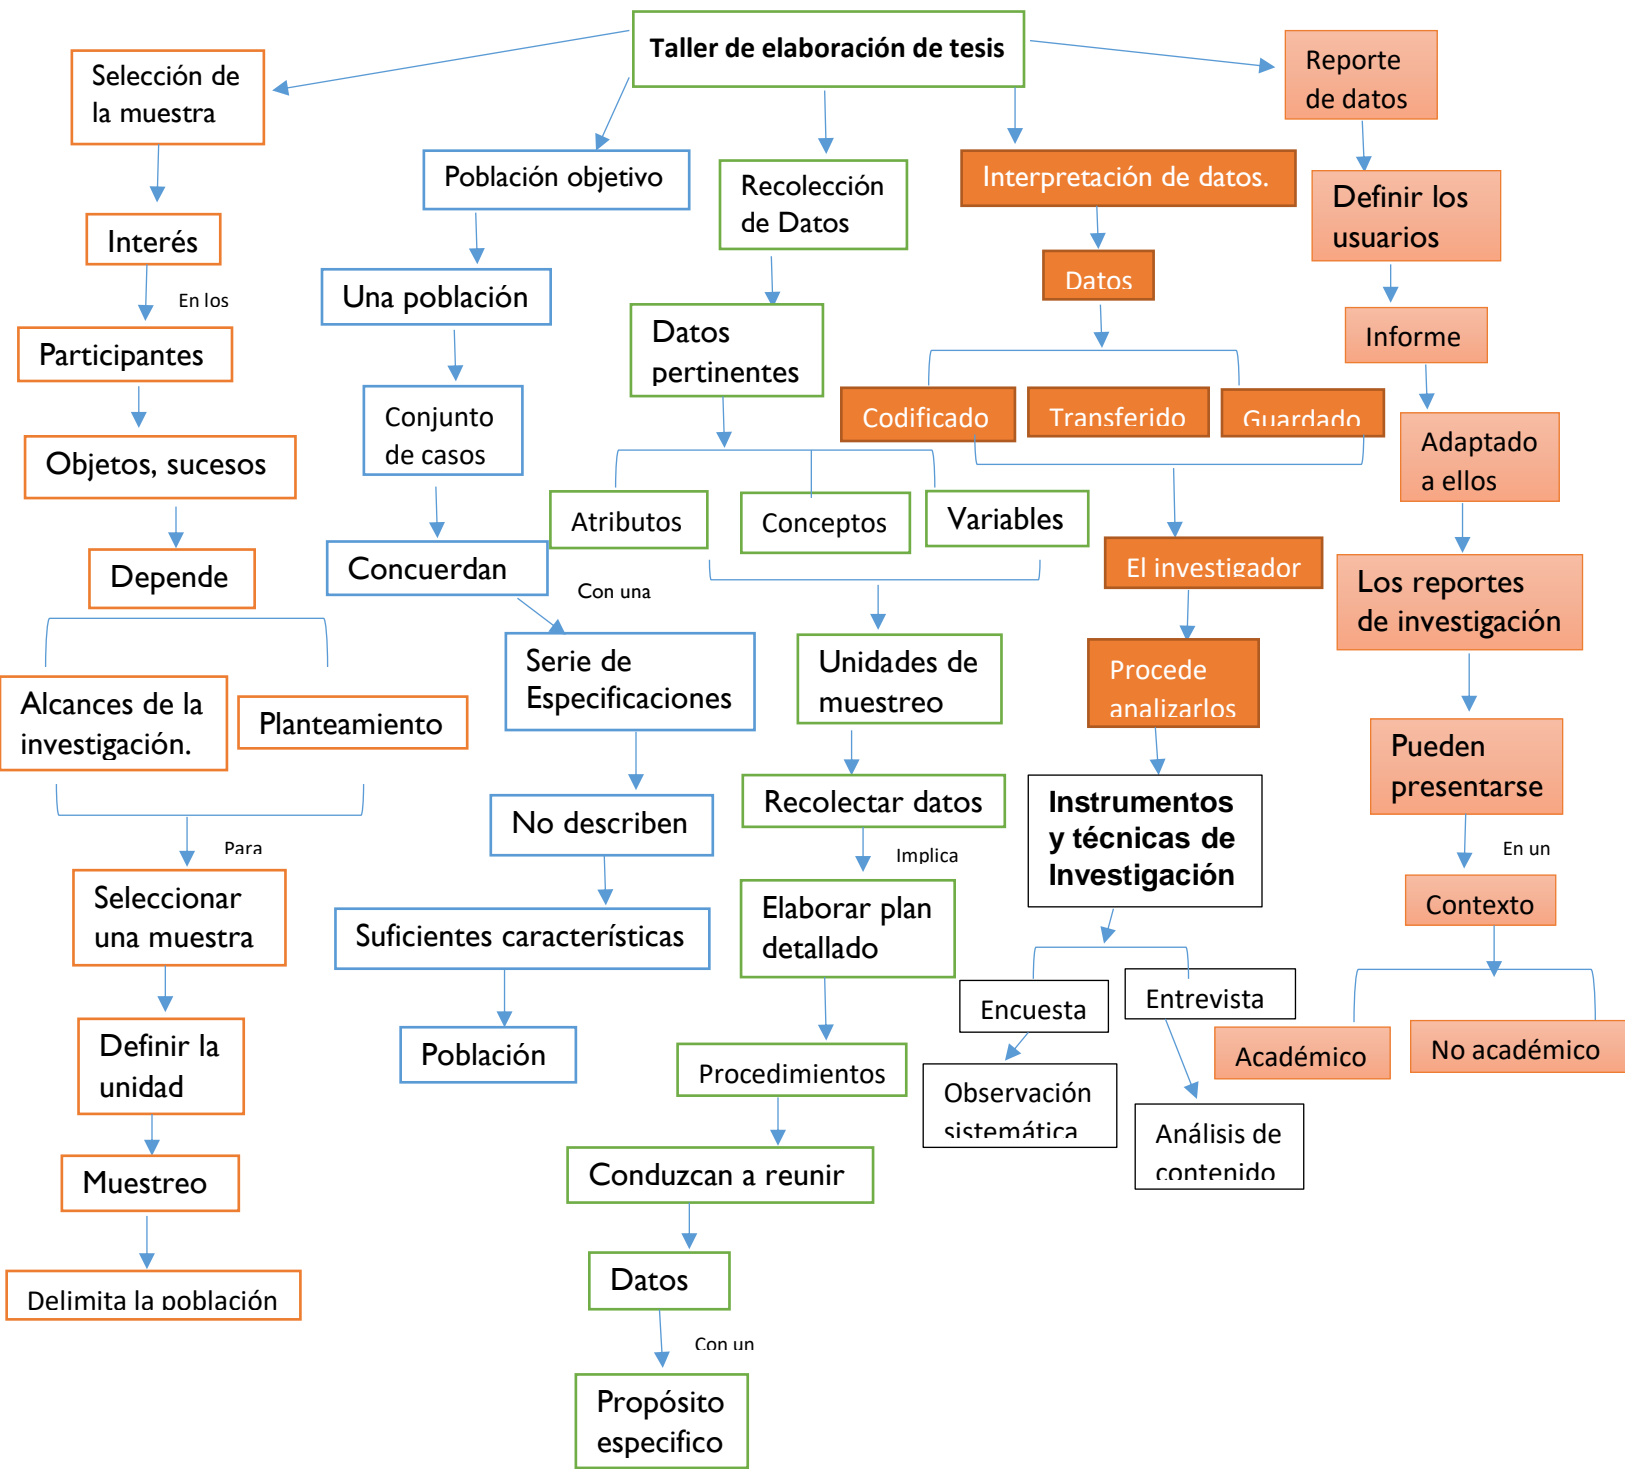 Taller de elaboración de tesis
Selección de
la muestra
Interés
En los
Participantes
Objetos, sucesos
Depende
Alcances de la
investigación.
Planteamiento
Para
Seleccionar
una muestra
Definir la
unidad
Muestreo
Delimita la población
Población objetivo
Una población
Conjunto
de casos
Concuerdan
Con una
Serie de
Especificaciones
No describen
Suficientes características
Población
Recolección
de Datos
Datos
pertinentes
Atributos
Conceptos
Variables
Unidades de
muestreo
Recolectar datos
Implica
Elaborar plan
detallado
Procedimientos
Conduzcan a reunir
Datos
Con un
Propósito
especifico
Interpretación de datos.
Datos
Codificado
Transferido
Guardado
El investigador
Procede
analizarlos
Instrumentos
y técnicas de
Investigación
Encuesta
Entrevista
Observación
sistemática
Análisis de
contenido
Reporte
de datos
Definir los
usuarios
Informe
Adaptado
a ellos
Los reportes
de investigación
Pueden
presentarse
En un
Contexto
Académico
No académico